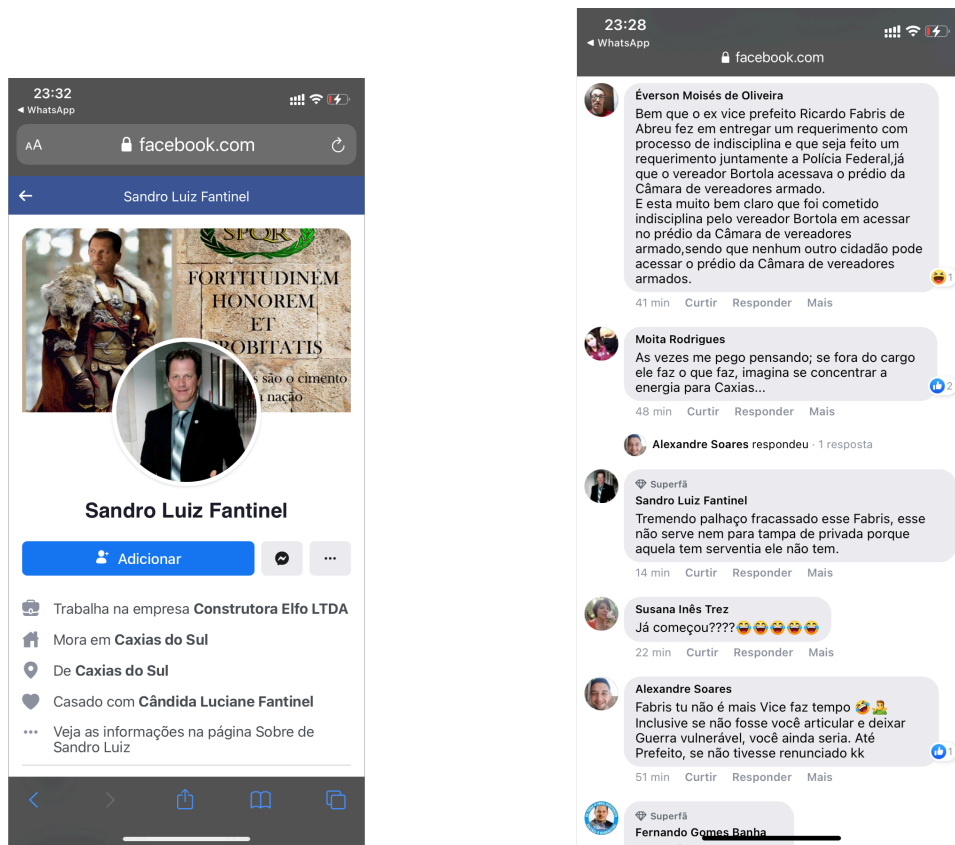 23:32
WhatsApp
AA
facebook.com
Sandro Luiz Fantinel
SPQR
FORTITUDINEM
HONOREM
ET
PROBITATIS
s são o cimento
nação
Sandro Luiz Fantinel
Adicionar
Trabalha na empresa Construtora Elfo LTDA
Mora em Caxias do Sul
De Caxias do Sul
Casado com Cândida Luciane Fantinel
Veja as informações na página Sobre de
Sandro Luiz
23:28
WhatsApp
facebook.com
Éverson Moisés de Oliveira
Bem que o ex vice prefeito Ricardo Fabris de
Abreu fez em entregar um requerimento com
processo de indisciplina e que seja feito um
requerimento juntamente a Polícia Federal,já
que o vereador Bortola acessava o prédio da
Câmara de vereadores armado.
E esta muito bem claro que foi cometido
indisciplina pelo vereador Bortola em acessar
no prédio da Câmara de vereadores
armado,sendo que nenhum outro cidadão pode
acessar o prédio da Câmara de vereadores
armados.
1
41 min Curtir Responder Mais
Moita Rodrigues
As vezes me pego pensando; se fora do cargo
ele faz o que faz, imagina se concentrar a
energia para Caxias...
2
48 min Curtir Responder Mais
Alexandre Soares respondeu · 1 resposta
Superfã
Sandro Luiz Fantinel
Tremendo palhaço fracassado esse Fabris, esse
não serve nem para tampa de privada porque
aquela tem serventia ele não tem.
14 min Curtir Responder Mais
Susana Inês Trez
Já começou????😂😂😂😂😂
22 min Curtir Responder Mais
Alexandre Soares
Fabris tu não é mais Vice faz tempo 🤣🤽
Inclusive se não fosse você articular e deixar
Guerra vulnerável, você ainda seria. Até
Prefeito, se não tivesse renunciado kk
1
51 min Curtir Responder Mais
Superfã
Fernando Gomes Banha